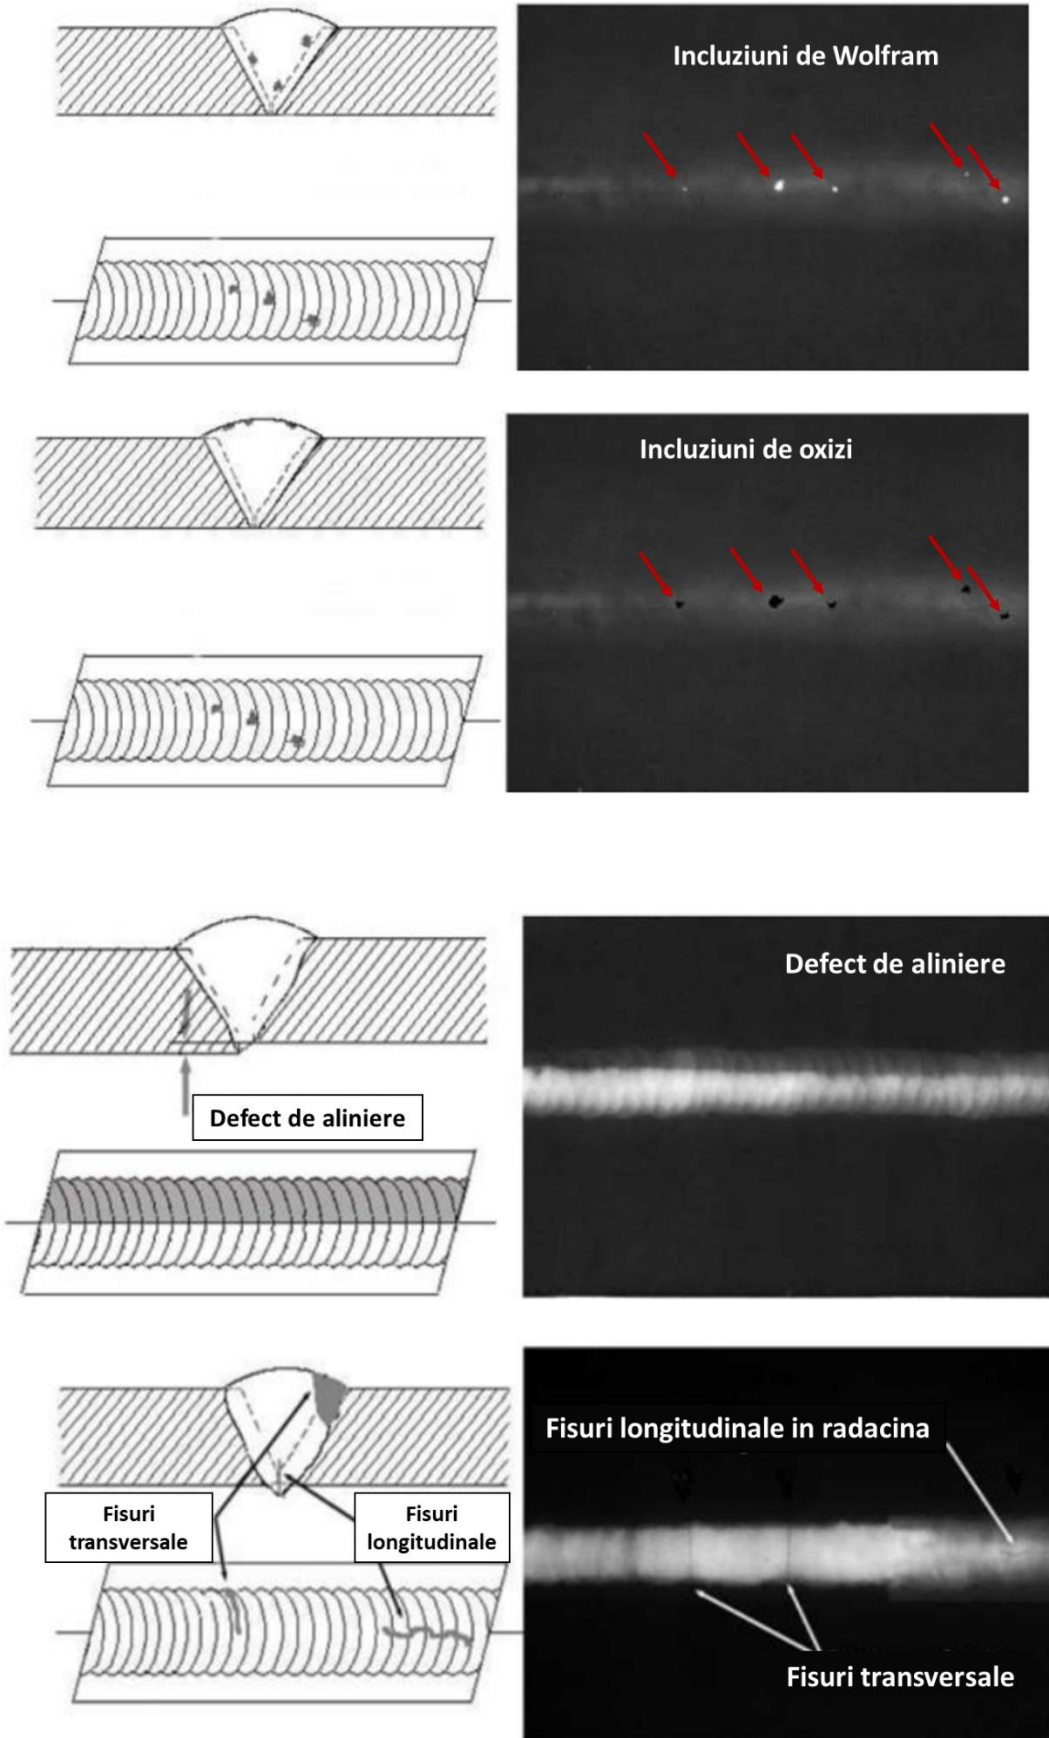 Incluziuni de Wolfram
Incluziuni de oxizi
Defect de aliniere
Defect de aliniere
Fisuri longitudinale in radacina
Fisuri
transversale
Fisuri
longitudinale
Fisuri transversale